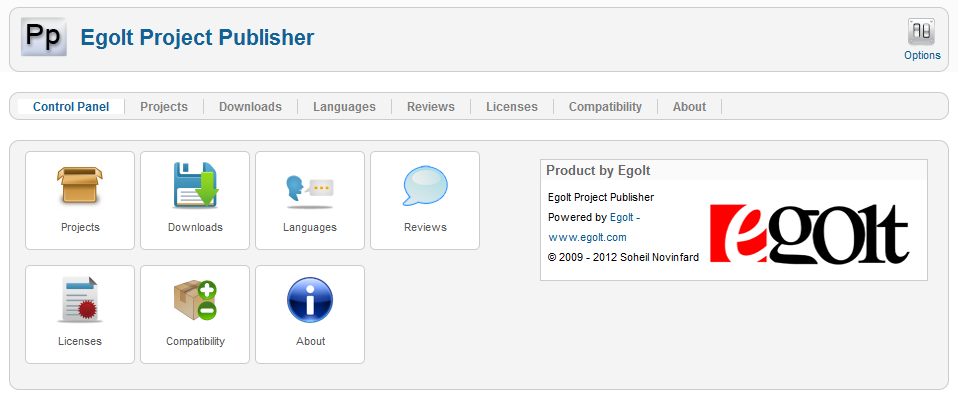 Pp Egolt Project Publisher
Options
Control Panel Projects Downloads Languages Reviews Licenses Compatibility About
Projects Downloads Languages Reviews
Licenses Compatibility About
Product by Egolt
Egolt Project Publisher
Powered by Egolt -
www.egolt.com
© 2009 - 2012 Soheil Novinfard
egolt